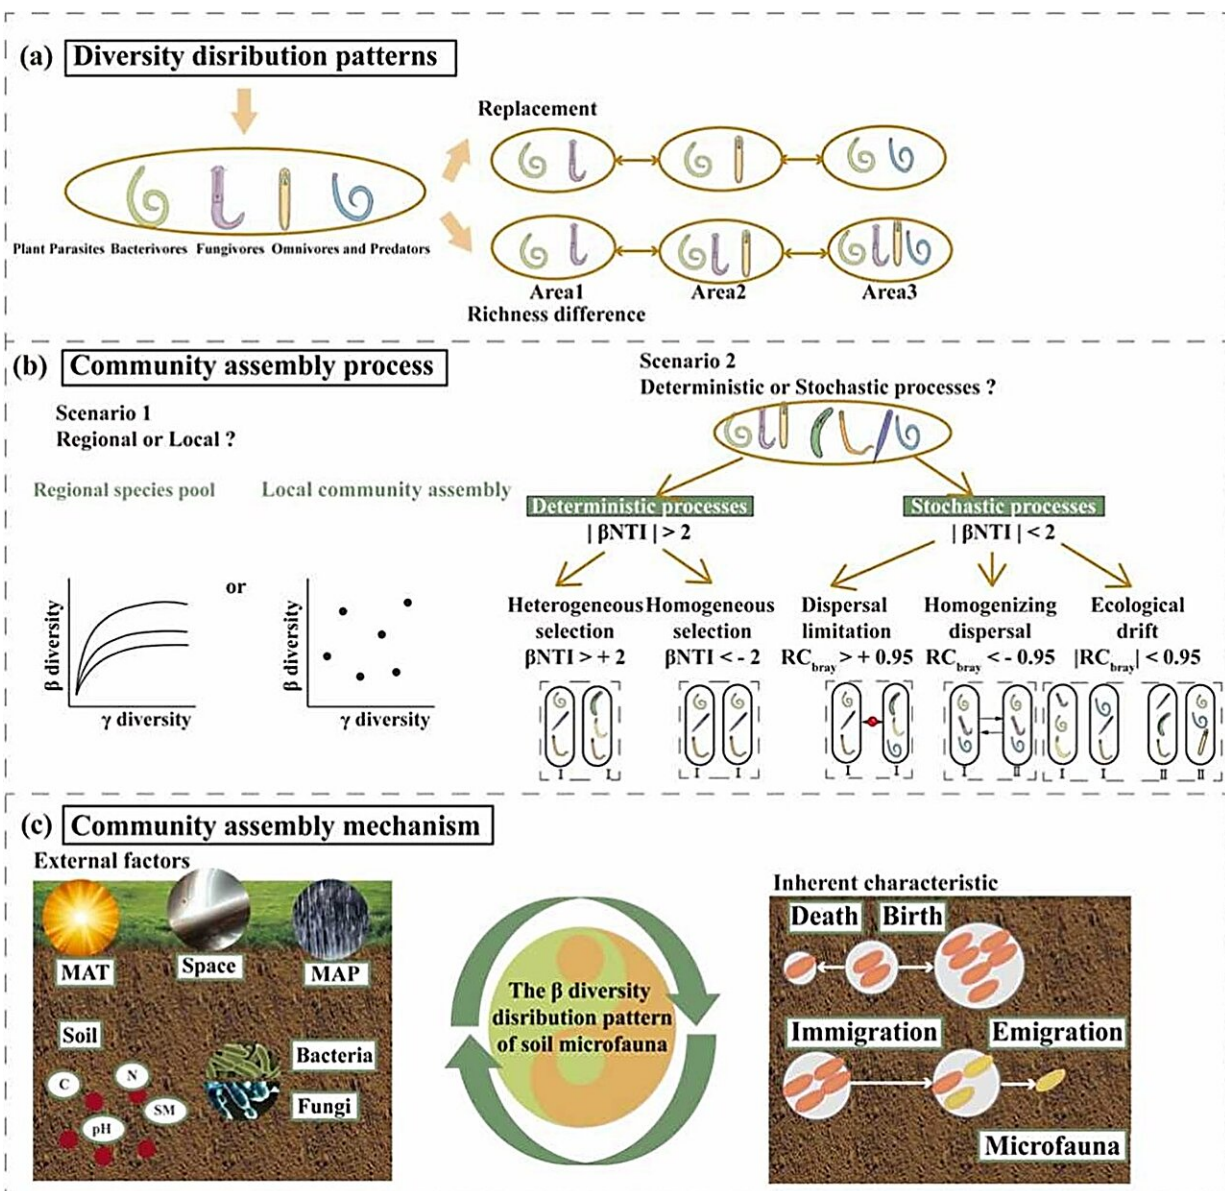 (a) Diversity disribution patterns
Replacement
Plant Parasites Bacterivores Fungivores Omnivores and Predators
Area1 Area2 Area3
Richness difference
(b) Community assembly process
Scenario 1
Regional or Local ?
Regional species pool
Local community assembly
β diversity
γ diversity
or
β diversity
γ diversity
Scenario 2
Deterministic or Stochastic processes ?
Deterministic processes
| βNTI | > 2
Stochastic processes
| βNTI | < 2
Heterogeneous
selection
βNTI > + 2
Homogeneous
selection
βNTI < - 2
Dispersal
limitation
RCbray > + 0.95
Homogenizing
dispersal
RCbray < - 0.95
Ecological
drift
|RCbray| < 0.95
I I I I I I I II I I II II
(c) Community assembly mechanism
External factors
MAT
Space
MAP
Soil
C
N
SM
pH
Bacteria
Fungi
The β diversity
disribution pattern
of soil microfauna
Inherent characteristic
Death Birth
Immigration Emigration
Microfauna